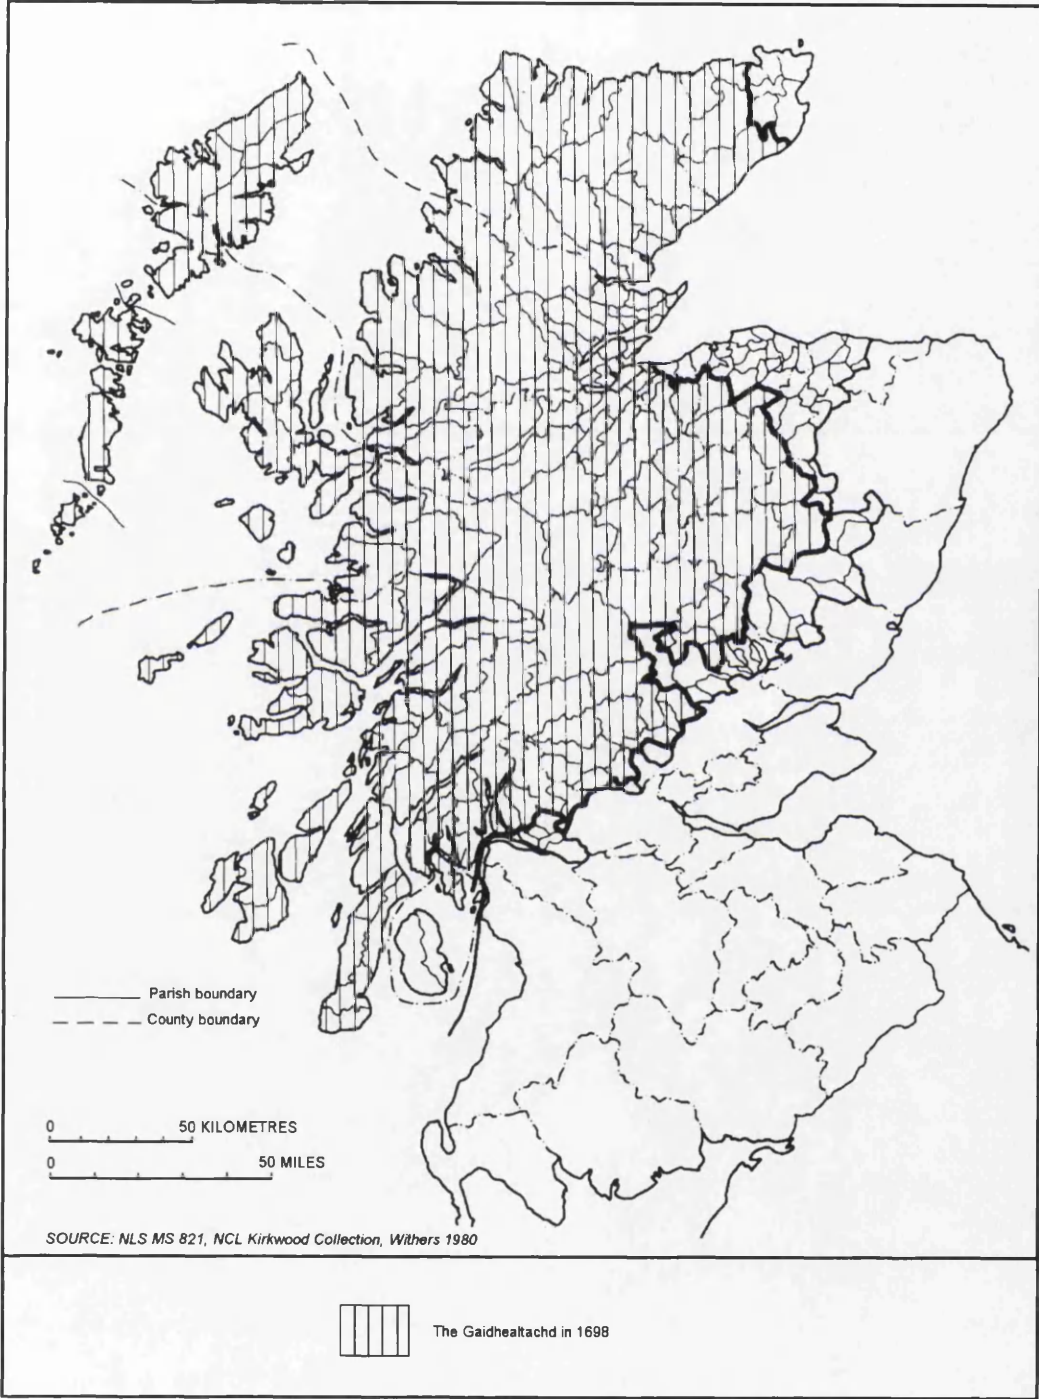 Parish boundary
County boundary
0 50 KILOMETRES
0 50 MILES
SOURCE: NLS MS 821, NCL Kirkwood Collection, Withers 1980
The Gaidhealtachd in 1698